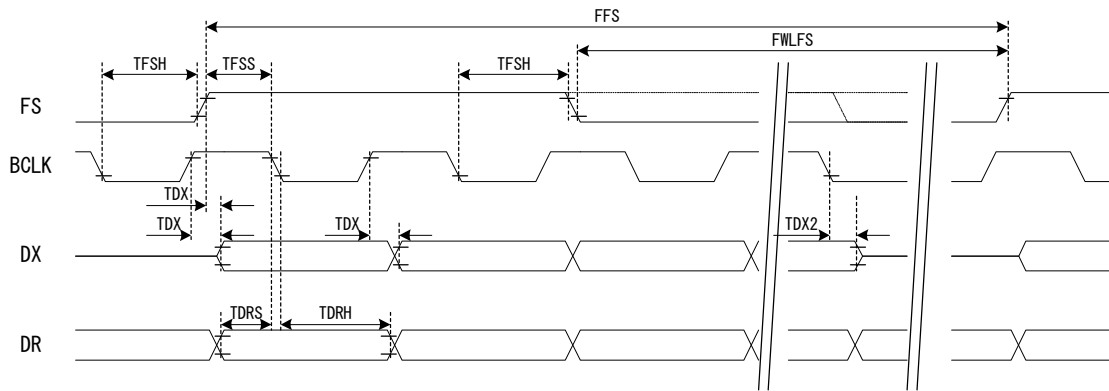 FFS
FWLFS
TFSH TFSS TFSH
FS
BCLK
TDX
TDX TDX TDX2
DX
TDRS TDRH
DR